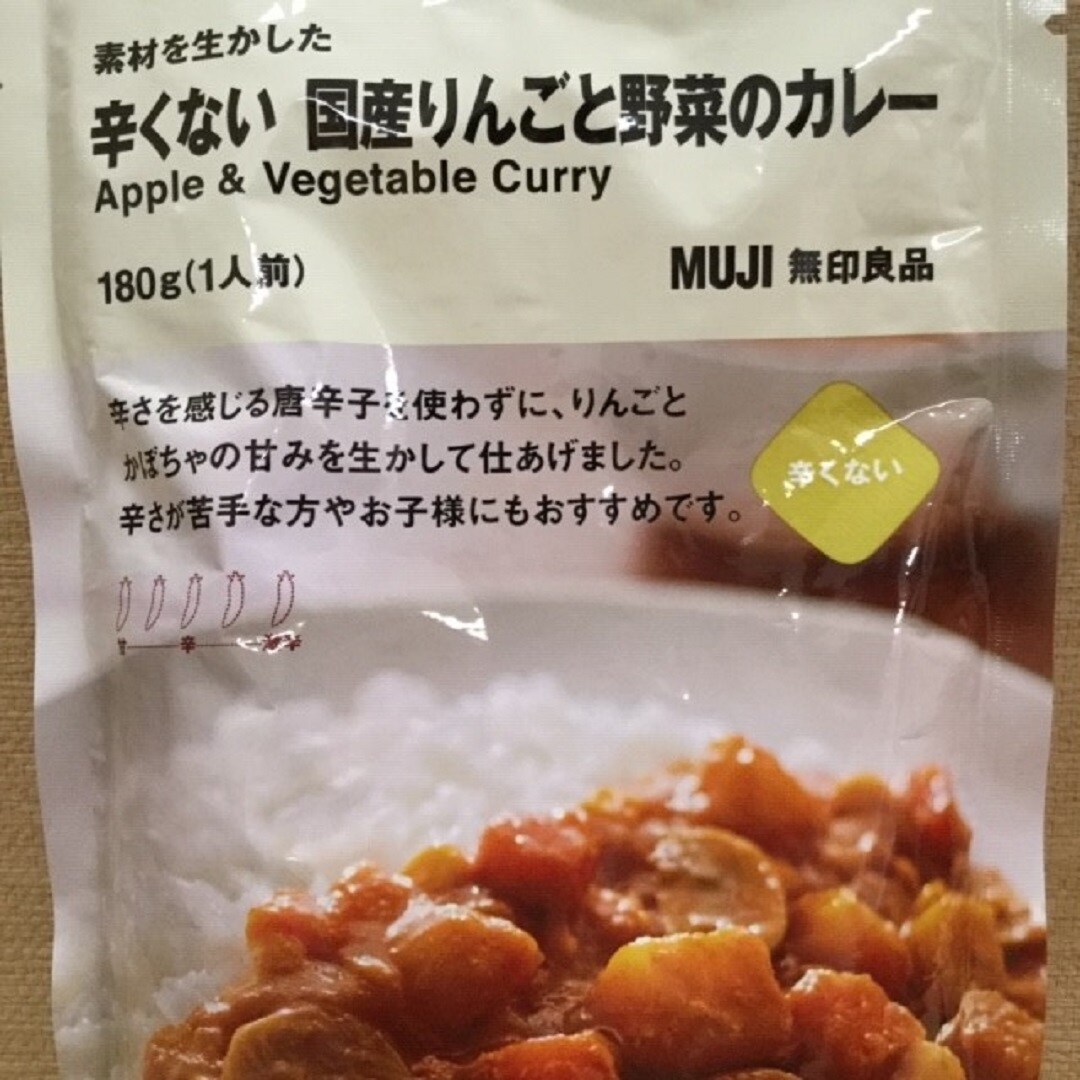 素材を生かした
辛くない 国産りんごと野菜のカレー
Apple & Vegetable Curry
180g(1人前)
MUJI 無印良品
辛さを感じる唐辛子を使わずに、りんごと
かぼちゃの甘みを生かして仕あげました。
辛さが苦手な方やお子様にもおすすめです。
辛くない
甘 辛 大辛